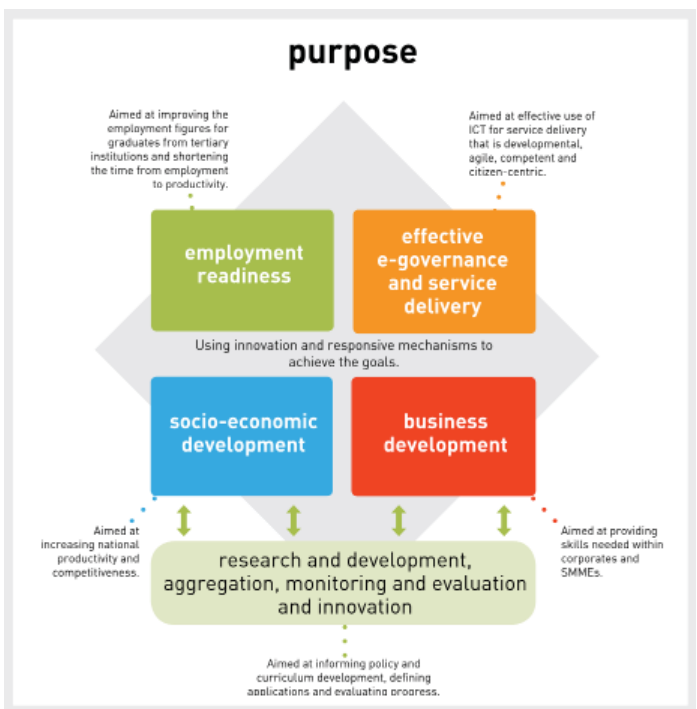 purpose
Aimed at improving the
employment figures for
graduates from tertiary
institutions and shortening
the time from employment
to productivity.
Aimed at effective use of
ICT for service delivery
that is developmental,
agile, competent and
citizen-centric.
employment
readiness
effective
e-governance
and service
delivery
Using innovation and responsive mechanisms to
achieve the goals.
socio-economic
development
business
development
Aimed at
increasing national
productivity and
competitiveness.
Aimed at providing
skills needed within
corporates and
SMMEs.
research and development,
aggregation, monitoring and evaluation
and innovation
Aimed at informing policy and
curriculum development, defining
applications and evaluating progress.